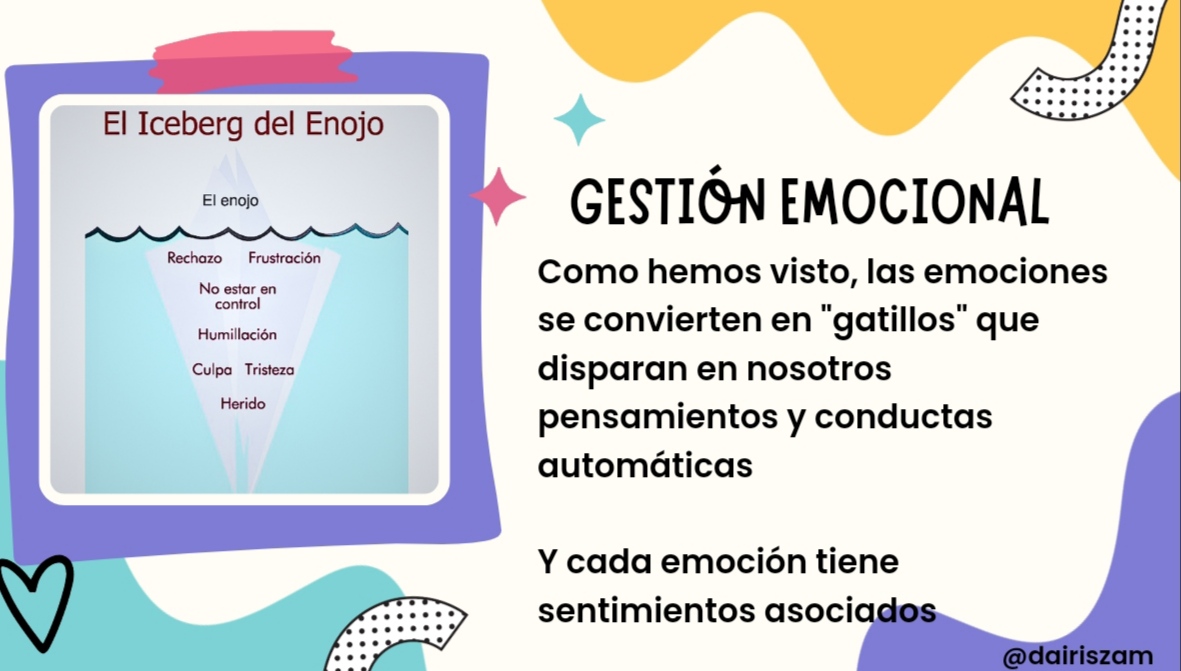 El Iceberg del Enojo
El enojo
Rechazo Frustración
No estar en
control
Humillación
Culpa Tristeza
Herido
GESTIÓN EMOCIONAL
Como hemos visto, las emociones
se convierten en "gatillos" que
disparan en nosotros
pensamientos y conductas
automáticas
Y cada emoción tiene
sentimientos asociados
@dairiszam